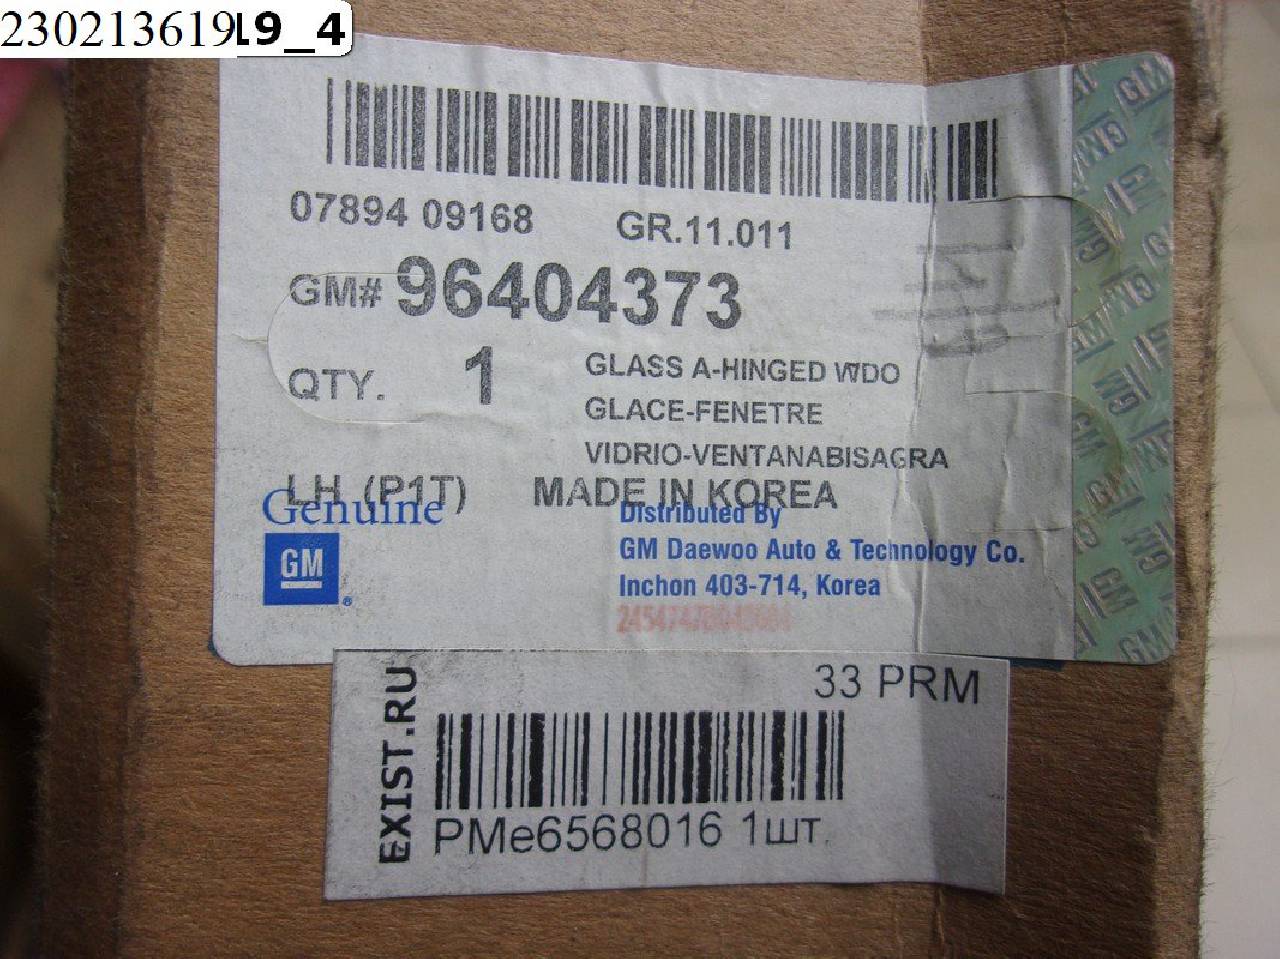 230213619
19_4
07894 09168 GR.11.011
GM# 96404373
QTY. 1 GLASS A-HINGED WDO
GLACE-FENETRE
VIDRIO-VENTANABISAGRA
LH (P1T) MADE IN KOREA
Genuine
GM
Distributed By
GM Daewoo Auto & Technology Co.
Inchon 403-714, Korea
EXIST.RU
33 PRM
PMe6568016 1шт.